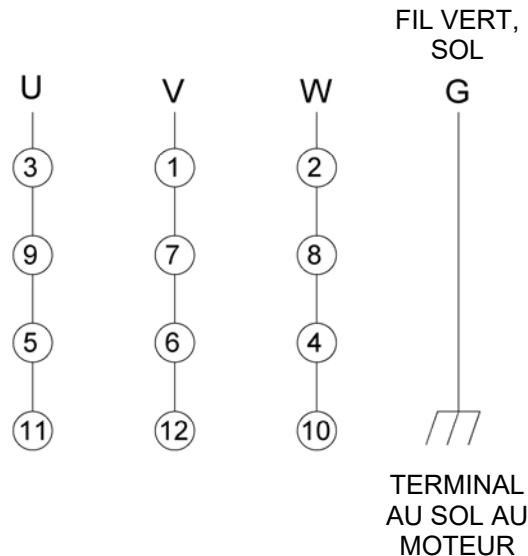 FIL VERT,
SOL
U V W G
3 1 2
9 7 8
5 6 4
11 12 10
TERMINAL
AU SOL AU
MOTEUR